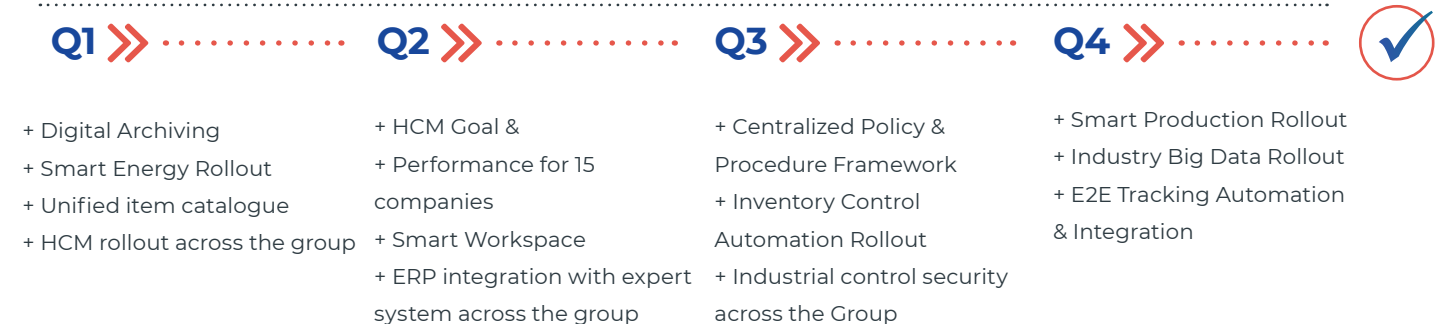 Q1
Q2
Q3
Q4
+ Digital Archiving
+ Smart Energy Rollout
+ Unified item catalogue
+ HCM rollout across the group
+ HCM Goal &
+ Performance for 15
companies
+ Smart Workspace
+ ERP integration with expert
system across the group
+ Centralized Policy &
Procedure Framework
+ Inventory Control
Automation Rollout
+ Industrial control security
across the Group
+ Smart Production Rollout
+ Industry Big Data Rollout
+ E2E Tracking Automation
& Integration